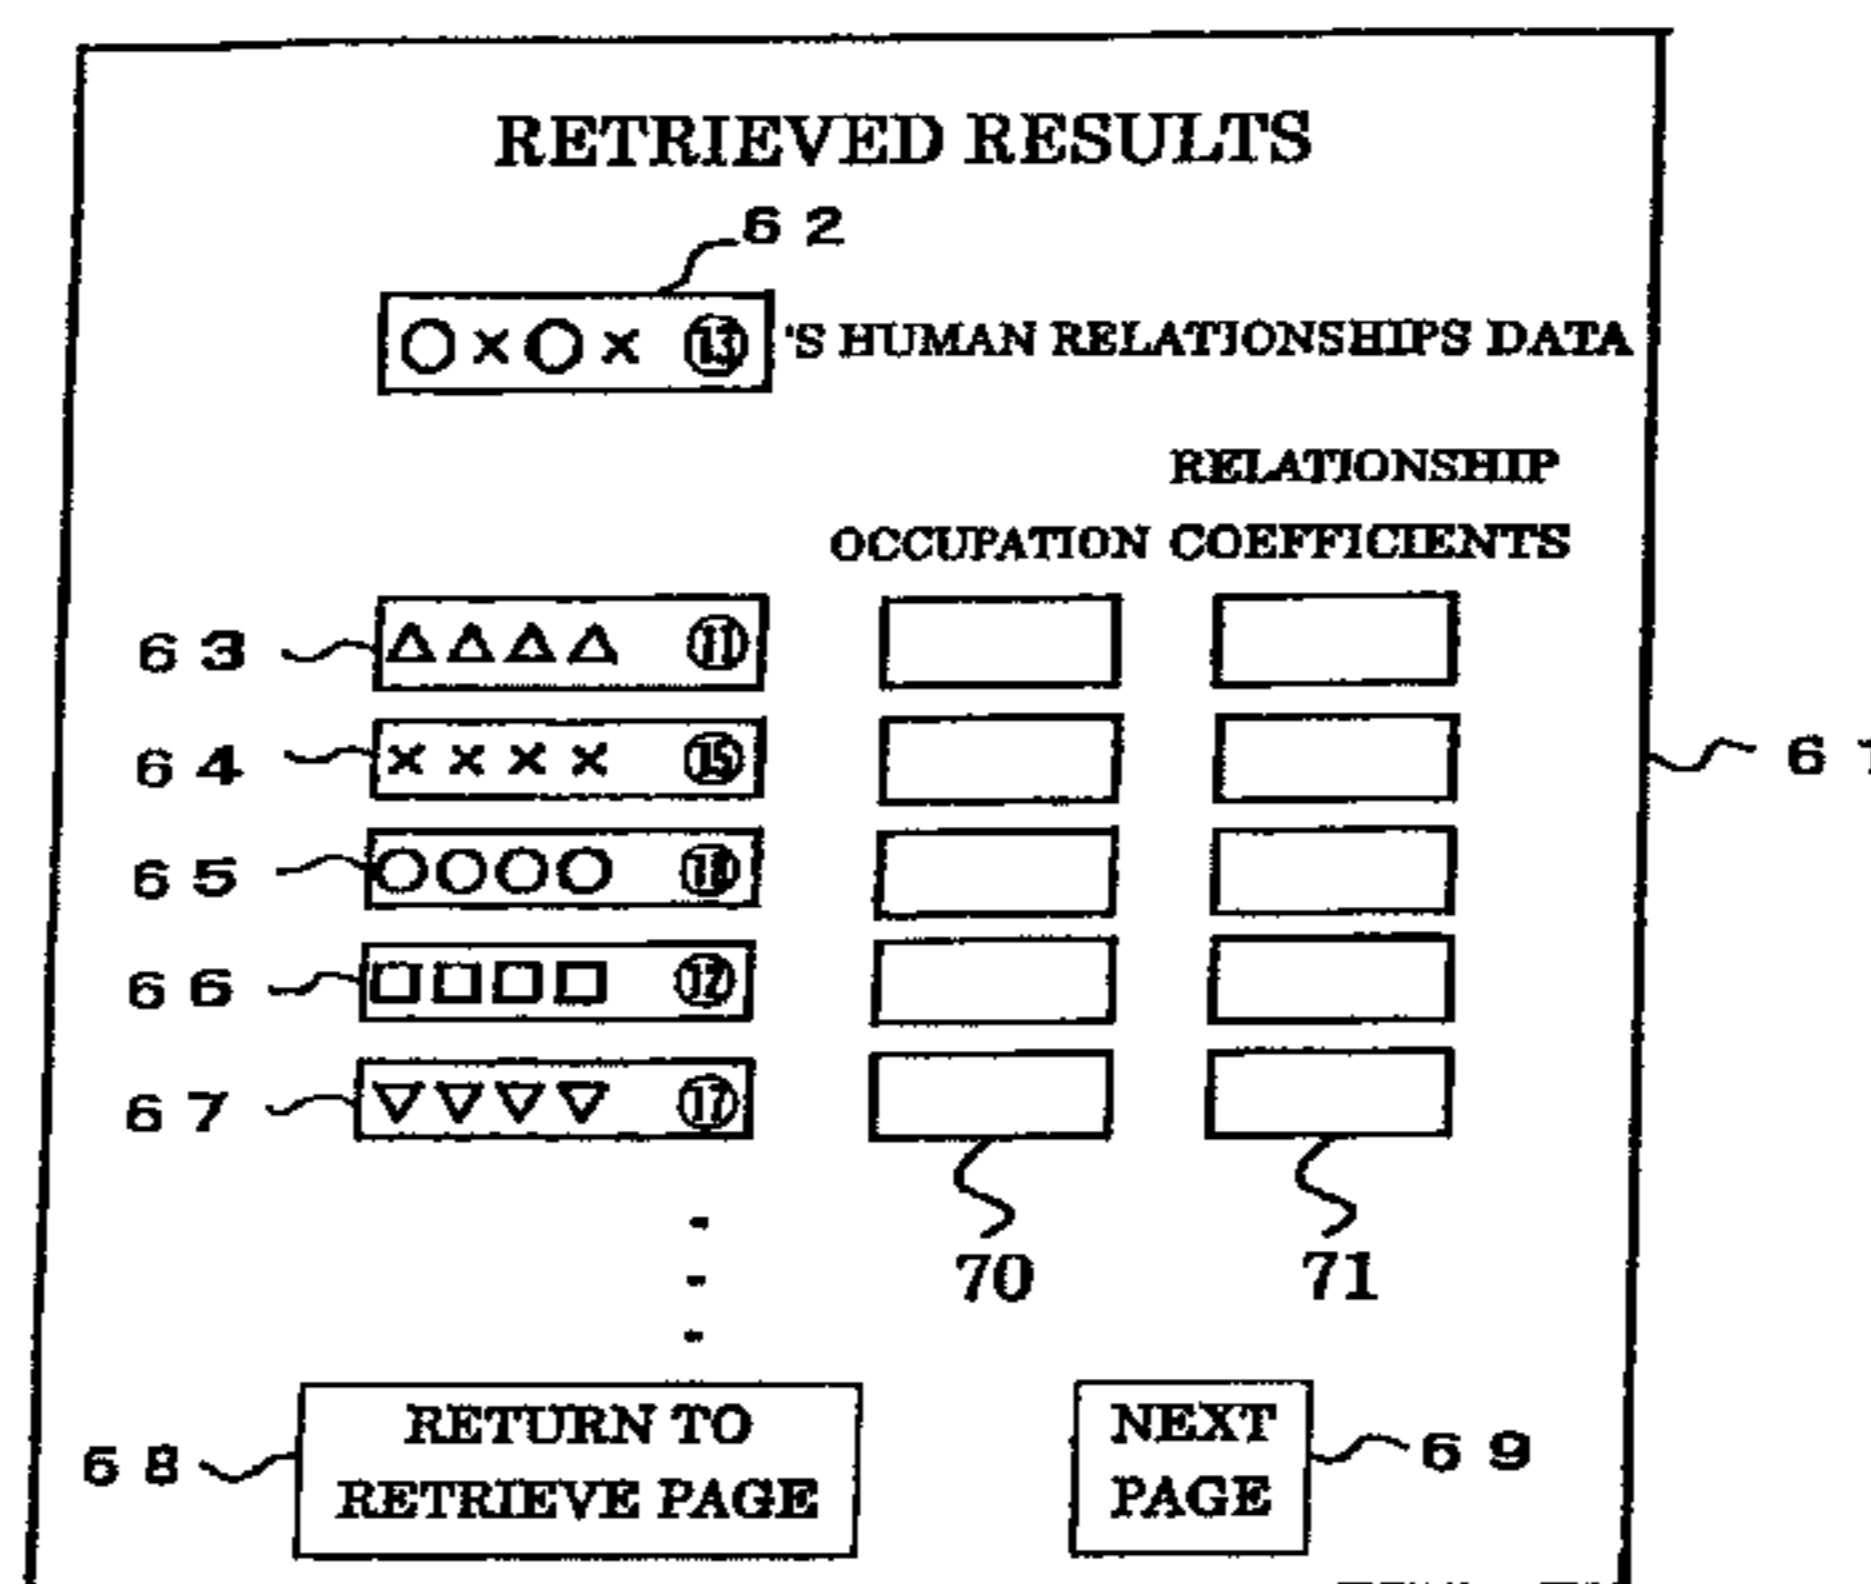 RETRIEVED RESULTS
62
○×○× ⑬ 'S HUMAN RELATIONSHIPS DATA
RELATIONSHIP
OCCUPATION COEFFICIENTS
63 △△△△ ⑪
64 ×××× ⑮
65 ○○○○
66 □□□□ ⑫
67 ▽▽▽▽ ⑰
61
70 71
68 RETURN TO RETRIEVE PAGE
NEXT PAGE 69